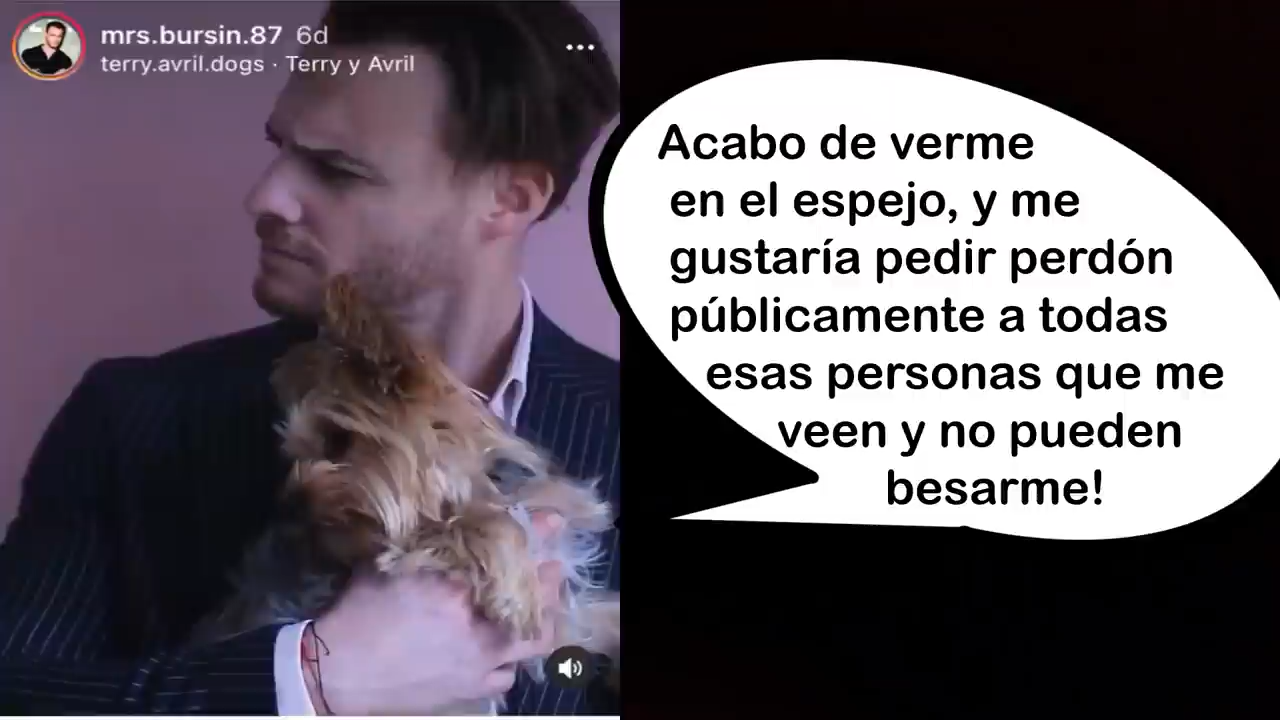 mrs.bursin.87 6d
terry.avril.dogs · Terry y Avril
Acabo de verme
en el espejo, y me
gustaría pedir perdón
públicamente a todas
esas personas que me
veen y no pueden
besarme!